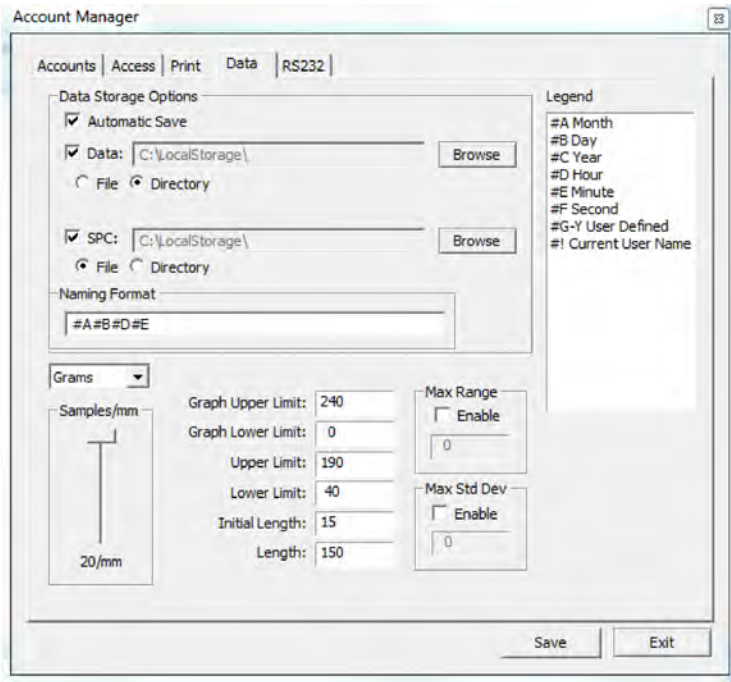 Account Manager
Accounts Access Print Data RS232
Data Storage Options
Automatic Save
Data: C:\LocalStorage\ Browse
File Directory
SPC: C:\LocalStorage\ Browse
File Directory
Naming Format
#A#B#D#E
Legend
#A Month
#B Day
#C Year
#D Hour
#E Minute
#F Second
#G-Y User Defined
#! Current User Name
Grams
Samples/mm
20/mm
Graph Upper Limit: 240
Graph Lower Limit: 0
Upper Limit: 190
Lower Limit: 40
Initial Length: 15
Length: 150
Max Range
Enable
0
Max Std Dev
Enable
0
Save Exit